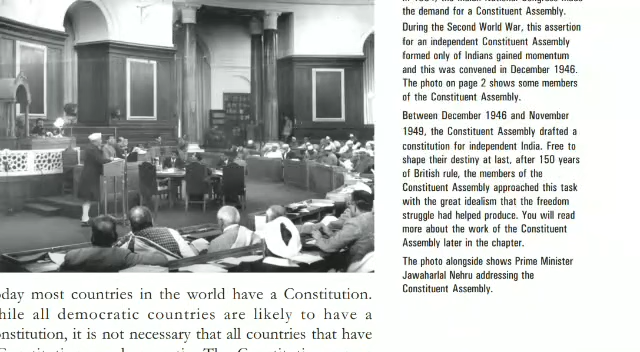 the demand for a Constituent Assembly.
During the Second World War, this assertion
for an independent Constituent Assembly
formed only of Indians gained momentum
and this was convened in December 1946.
The photo on page 2 shows some members
of the Constituent Assembly.
Between December 1946 and November
1949, the Constituent Assembly drafted a
constitution for independent India. Free to
shape their destiny at last, after 150 years
of British rule, the members of the
Constituent Assembly approached this task
with the great idealism that the freedom
struggle had helped produce. You will read
more about the work of the Constituent
Assembly later in the chapter.
The photo alongside shows Prime Minister
Jawaharlal Nehru addressing the
Constituent Assembly.
oday most countries in the world have a Constitution.
hile all democratic countries are likely to have a
onstitution, it is not necessary that all countries that have